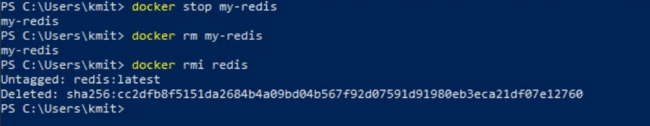 PS C:\Users\kmit> docker stop my-redis
my-redis
PS C:\Users\kmit> docker rm my-redis
my-redis
PS C:\Users\kmit> docker rmi redis
Untagged: redis:latest
Deleted: sha256:cc2dfb8f5151da2684b4a09bd04b567f92d07591d91980eb3eca21df07e12760
PS C:\Users\kmit>